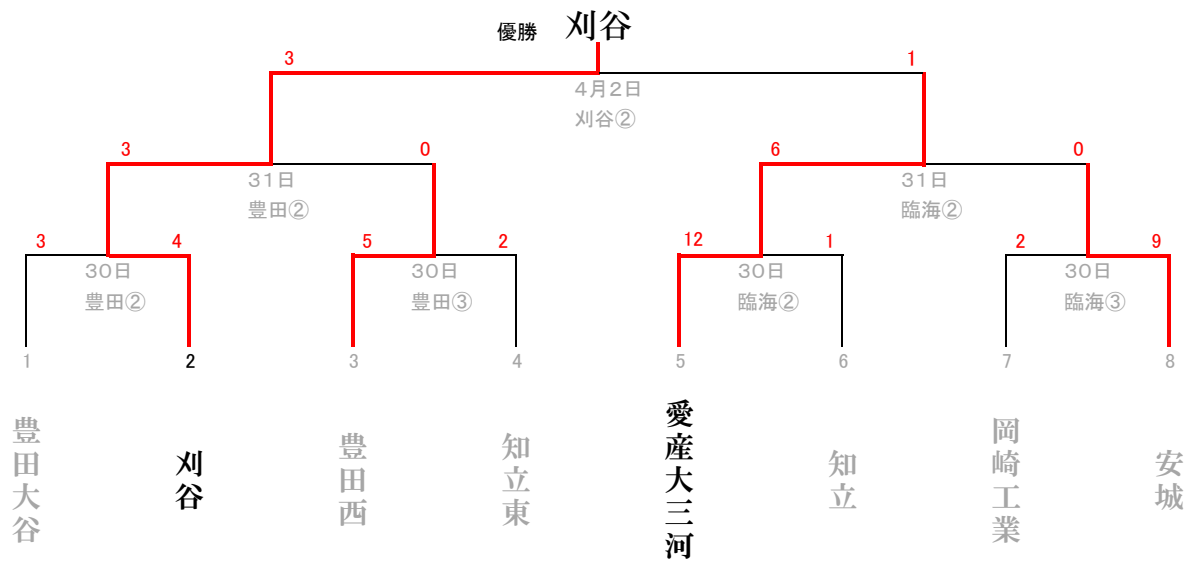 優勝 刈谷
3 1
4月2日
刈谷②
3 0 6 0
31日 31日
豊田② 臨海②
3 4 5 2 12 1 2 9
30日 30日 30日 30日
豊田② 豊田③ 臨海② 臨海③
1 2 3 4 5 6 7 8
豊田大谷
刈谷
豊田西
知立東
愛産大三河
知立
岡崎工業
安城